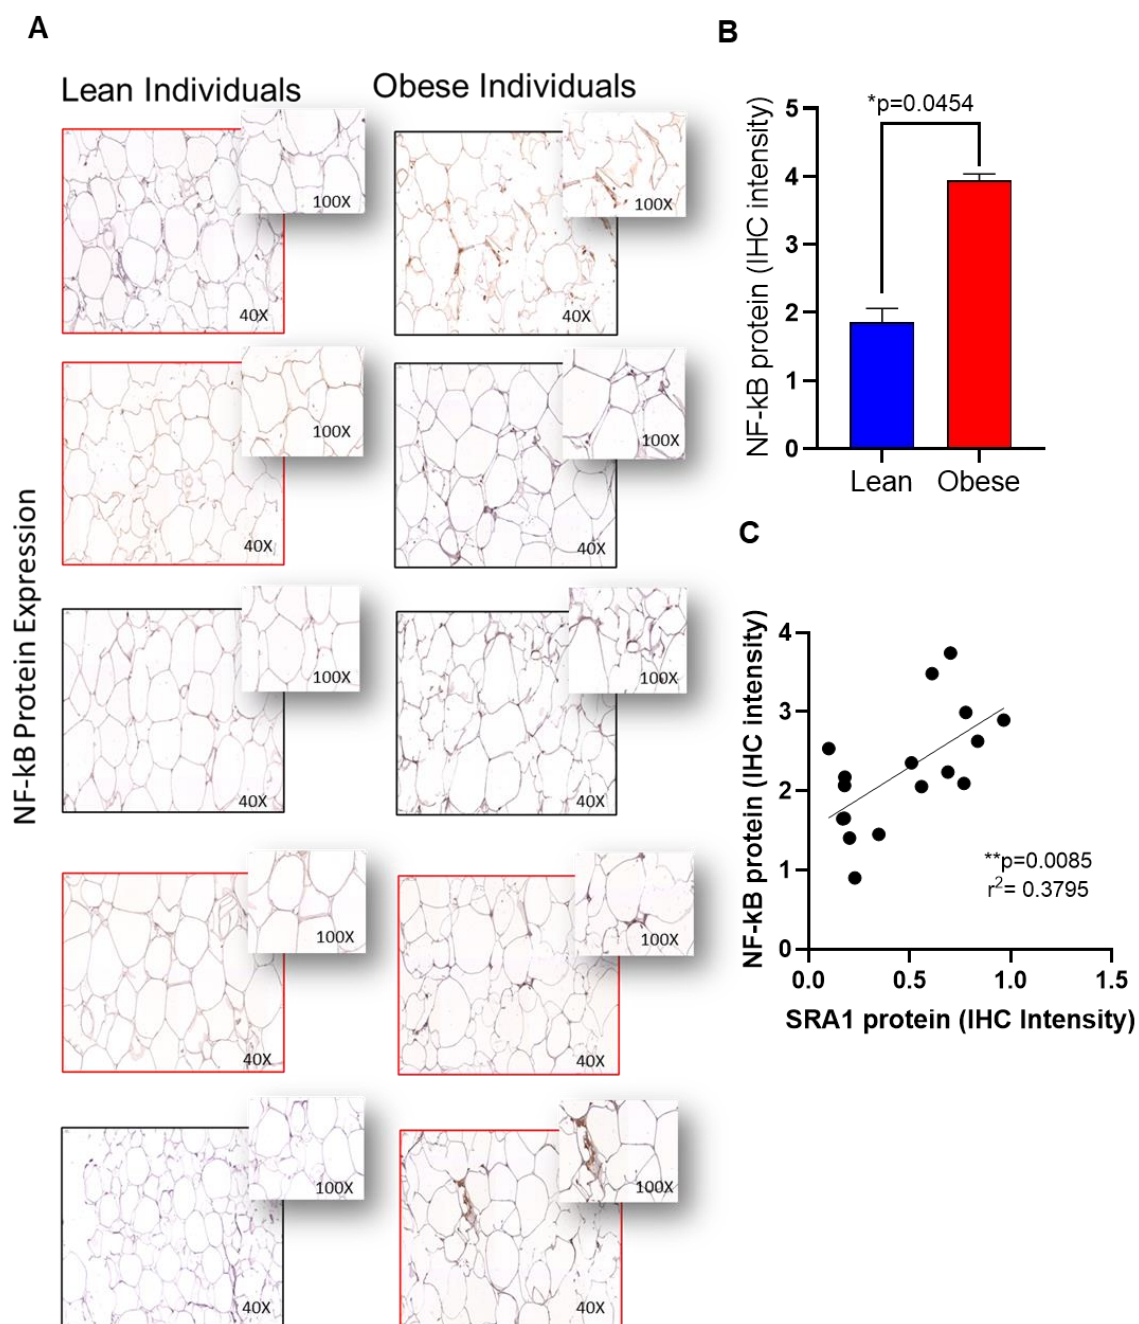 A
Lean Individuals
Obese Individuals
NF-kB Protein Expression
100X
40X
100X
40X
100X
40X
100X
40X
100X
40X
100X
40X
100X
40X
100X
40X
100X
40X
100X
40X
B
NF-kB protein (IHC intensity)
5
4
3
2
1
0
*p=0.0454
Lean
Obese
C
NF-kB protein (IHC intensity)
4
3
2
1
0
**p=0.0085
r²= 0.3795
0.0
0.5
1.0
1.5
SRA1 protein (IHC Intensity)